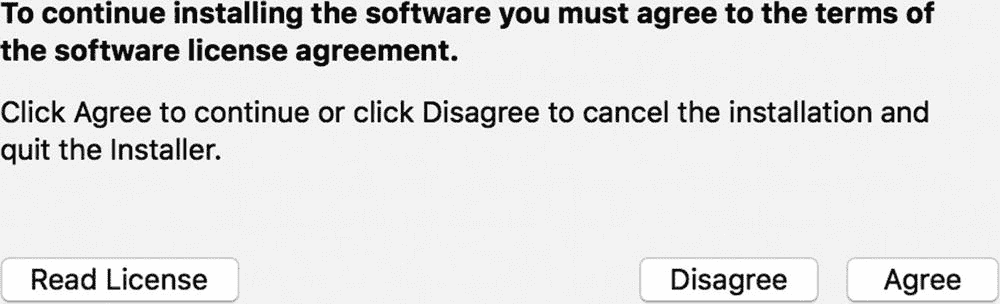 To continue installing the software you must agree to the terms of
the software license agreement.
Click Agree to continue or click Disagree to cancel the installation and
quit the Installer.
Read License Disagree Agree